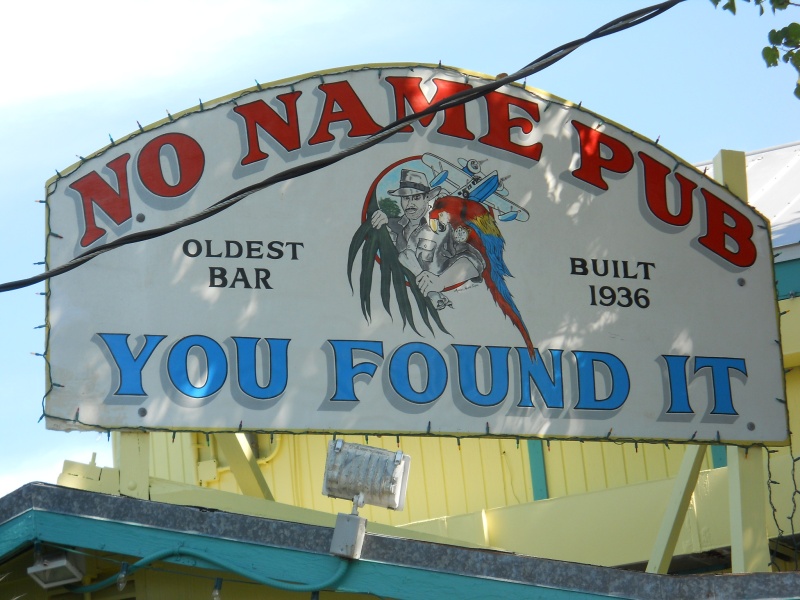 NO NAME PUB
OLDEST
BAR
BUILT
1936
YOU FOUND IT